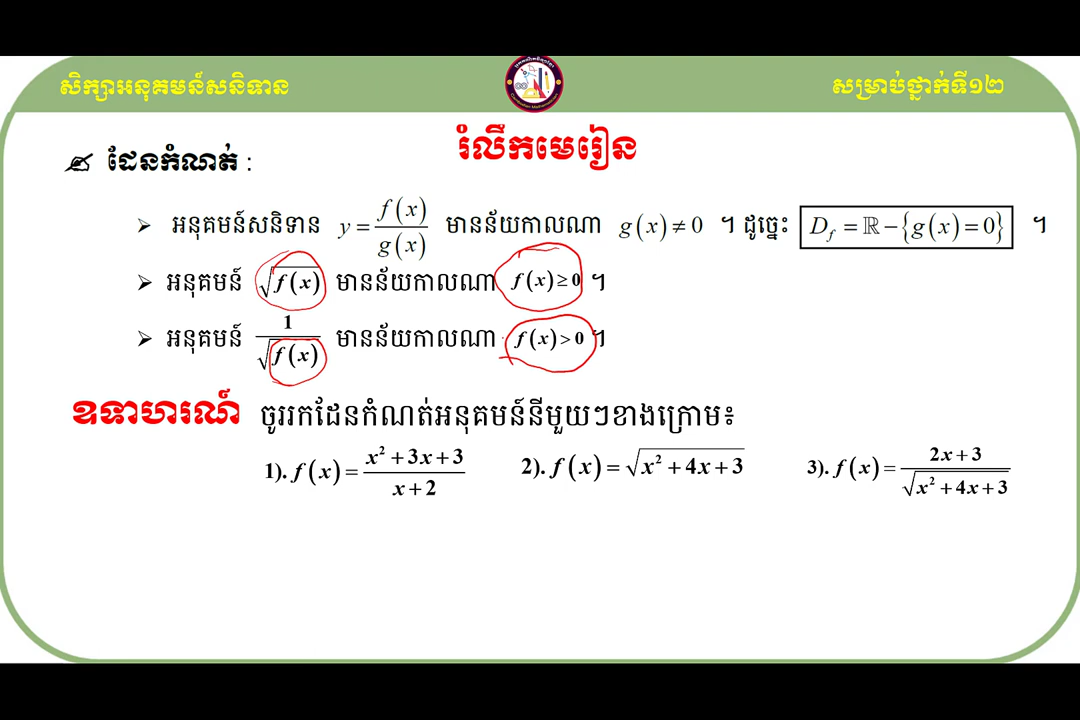 សិក្សាអនុគមន៍សនិទាន
សម្រាប់ថ្នាក់ទី១២
រំលឹកមេរៀន
✍ ដែនកំណត់ :
➢ អនុគមន៍សនិទាន y = f(x)/g(x) មានន័យកាលណា g(x) ≠ 0 ។ ដូច្នេះ D_f = ℝ − {g(x) = 0} ។
➢ អនុគមន៍ √f(x) មានន័យកាលណា f(x) ≥ 0 ។
➢ អនុគមន៍ 1/√f(x) មានន័យកាលណា f(x) > 0 ។
ឧទាហរណ៍ ចូររកដែនកំណត់អនុគមន៍នីមួយៗខាងក្រោម៖
1). f(x) = (x² + 3x + 3)/(x + 2) 2). f(x) = √(x² + 4x + 3) 3). f(x) = (2x + 3)/√(x² + 4x + 3)